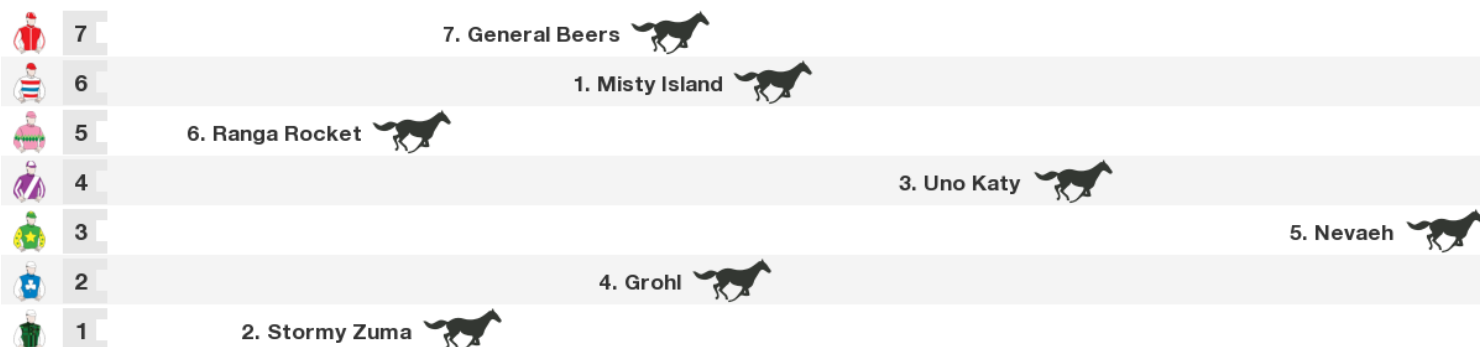 7 7. General Beers
6 1. Misty Island
5 6. Ranga Rocket
4 3. Uno Katy
3 5. Nevaeh
2 4. Grohl
1 2. Stormy Zuma